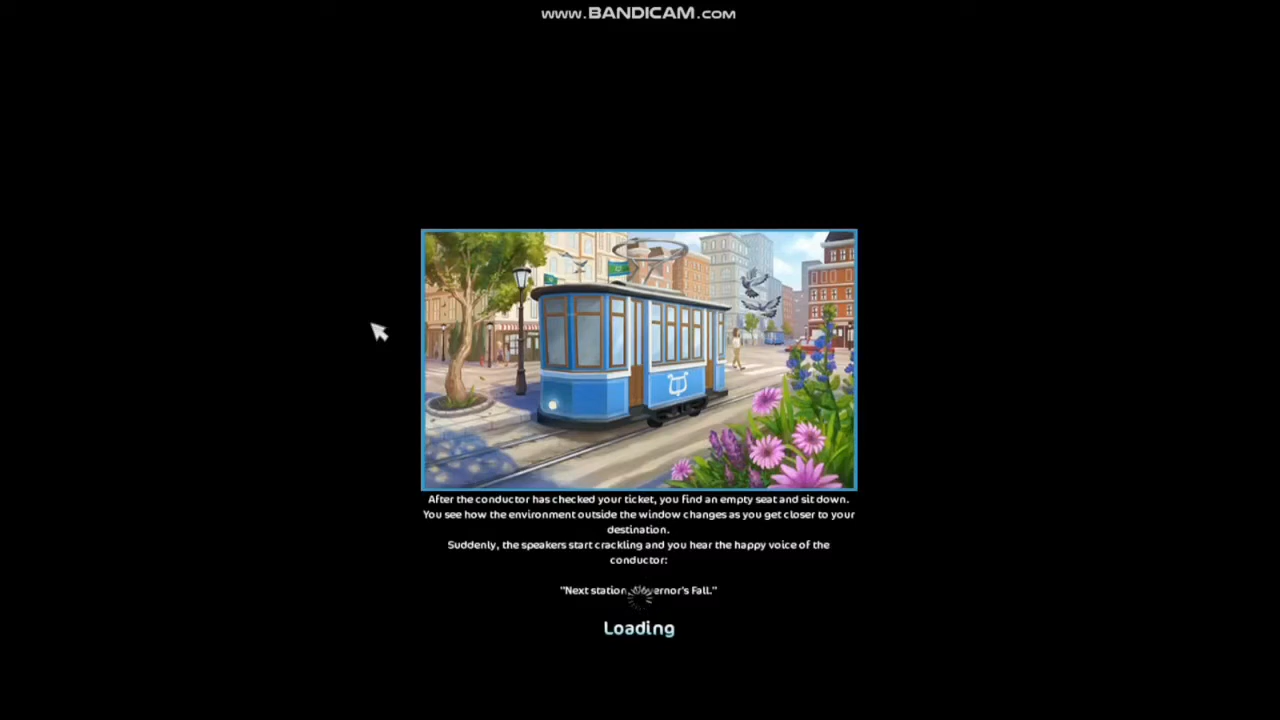 www.BANDICAM.com
After the conductor has checked your ticket, you find an empty seat and sit down.
You see how the environment outside the window changes as you get closer to your
destination.
Suddenly, the speakers start crackling and you hear the happy voice of the
conductor:
"Next station, Governor's Fall."
Loading